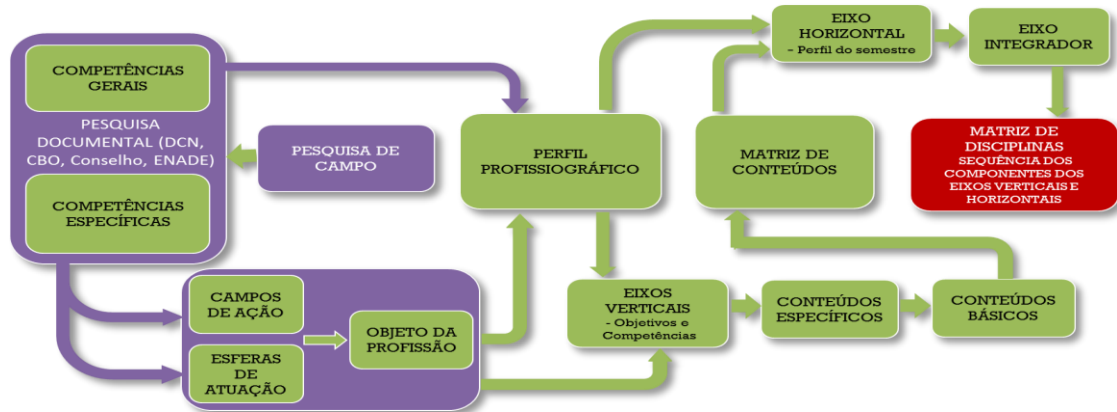 COMPETÊNCIAS
GERAIS
PESQUISA
DOCUMENTAL (DCN,
CBO, Conselho, ENADE)
COMPETÊNCIAS
ESPECÍFICAS
PESQUISA DE
CAMPO
CAMPOS
DE AÇÃO
ESFERAS
DE
ATUAÇÃO
OBJETO DA
PROFISSÃO
PERFIL
PROFISSIOGRÁFICO
EIXOS
VERTICAIS
- Objetivos e
Competências
CONTEÚDOS
ESPECÍFICOS
CONTEÚDOS
BÁSICOS
MATRIZ DE
CONTEÚDOS
EIXO
HORIZONTAL
- Perfil do semestre
EIXO
INTEGRADOR
MATRIZ DE
DISCIPLINAS
SEQUÊNCIA DOS
COMPONENTES DOS
EIXOS VERTICAIS E
HORIZONTAIS